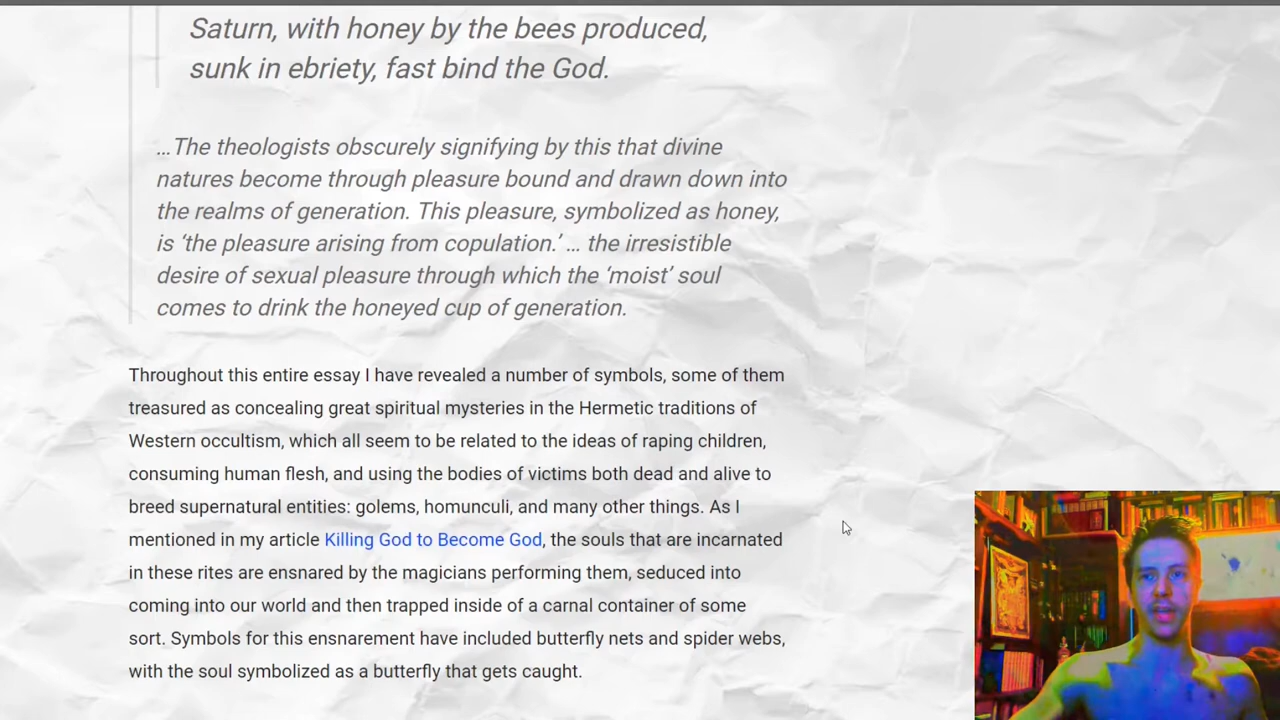 Saturn, with honey by the bees produced,
sunk in ebriety, fast bind the God.
…The theologists obscurely signifying by this that divine
natures become through pleasure bound and drawn down into
the realms of generation. This pleasure, symbolized as honey,
is ‘the pleasure arising from copulation.’ … the irresistible
desire of sexual pleasure through which the ‘moist’ soul
comes to drink the honeyed cup of generation.
Throughout this entire essay I have revealed a number of symbols, some of them
treasured as concealing great spiritual mysteries in the Hermetic traditions of
Western occultism, which all seem to be related to the ideas of raping children,
consuming human flesh, and using the bodies of victims both dead and alive to
breed supernatural entities: golems, homunculi, and many other things. As I
mentioned in my article Killing God to Become God, the souls that are incarnated
in these rites are ensnared by the magicians performing them, seduced into
coming into our world and then trapped inside of a carnal container of some
sort. Symbols for this ensnarement have included butterfly nets and spider webs,
with the soul symbolized as a butterfly that gets caught.